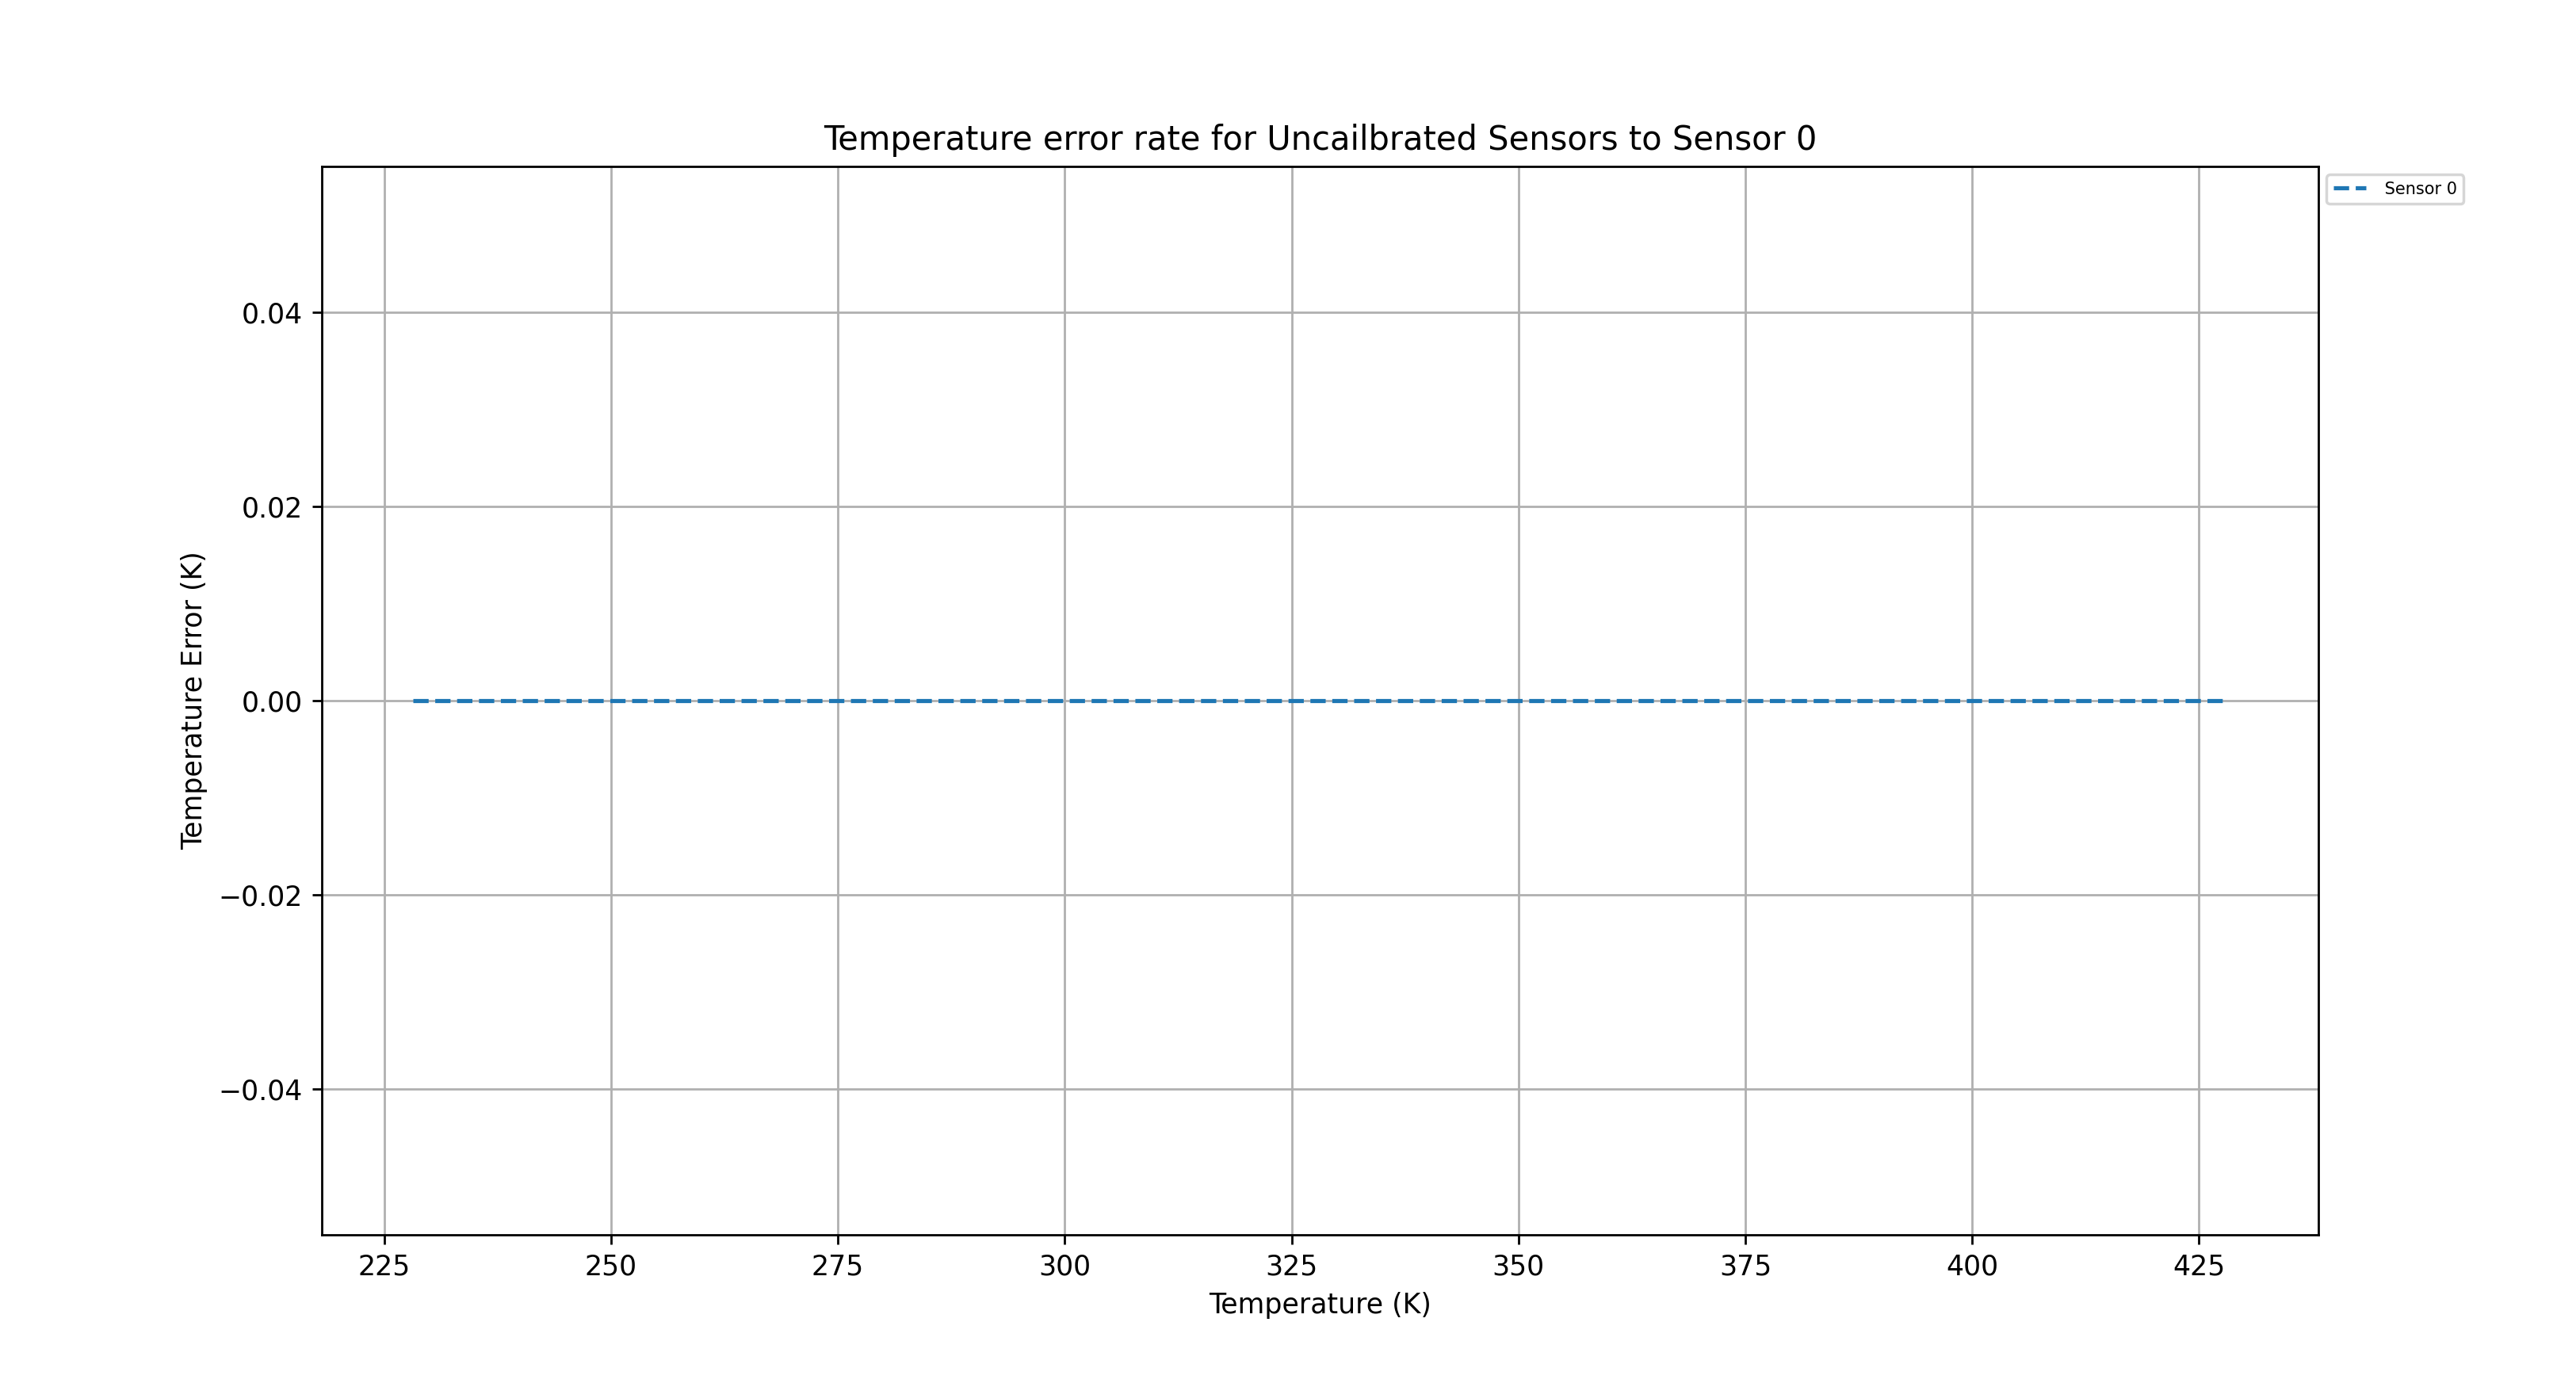 Temperature error rate for Uncailbrated Sensors to Sensor 0
Sensor 0
0.04
0.02
0.00
−0.02
−0.04
Temperature Error (K)
225 250 275 300 325 350 375 400 425
Temperature (K)